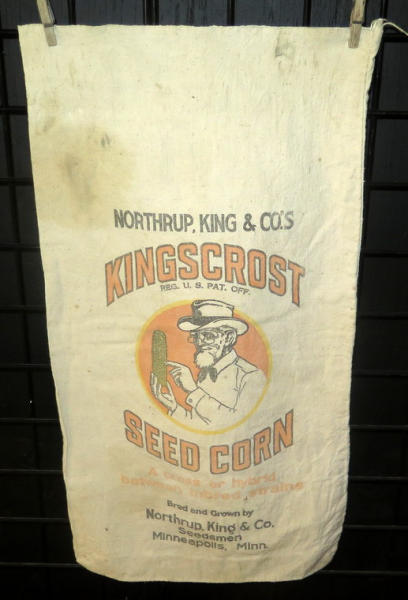 NORTHRUP, KING & CO.'S
KINGSCROST
REG. U. S. PAT. OFF.
SEED CORN
A cross or hybrid
between inbred strains
Bred and Grown by
Northrup, King & Co.
Seedsmen
Minneapolis, Minn.